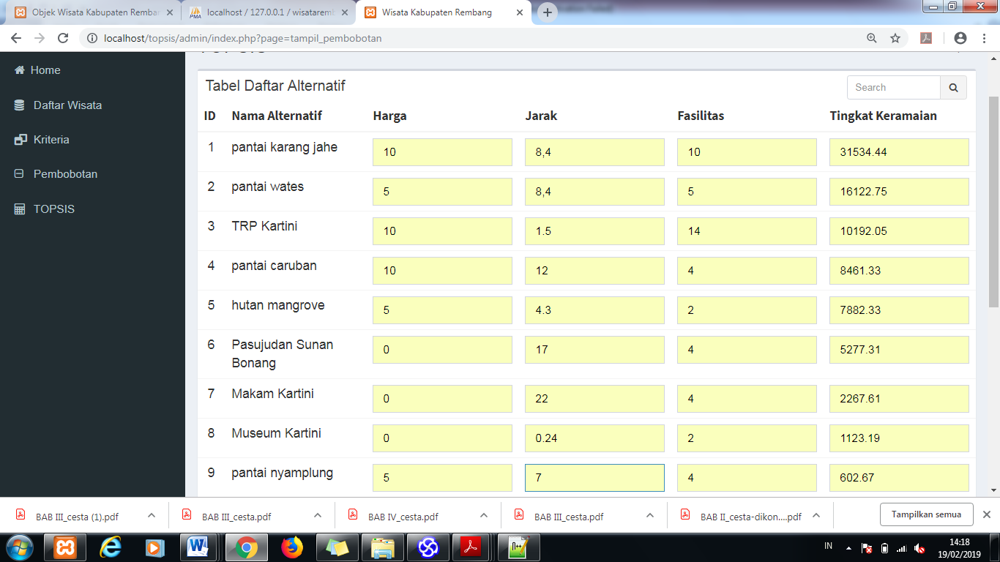 Objek Wisata Kabupaten Rembar
localhost / 127.0.0.1 / wisataremb
Wisata Kabupaten Rembang
localhost/topsis/admin/index.php?page=tampil_pembobotan
Home
Daftar Wisata
Kriteria
Pembobotan
TOPSIS
Tabel Daftar Alternatif
Search
ID Nama Alternatif Harga Jarak Fasilitas Tingkat Keramaian
1 pantai karang jahe 10 8,4 10 31534.44
2 pantai wates 5 8,4 5 16122.75
3 TRP Kartini 10 1.5 14 10192.05
4 pantai caruban 10 12 4 8461.33
5 hutan mangrove 5 4.3 2 7882.33
6 Pasujudan Sunan 0 17 4 5277.31
Bonang
7 Makam Kartini 0 22 4 2267.61
8 Museum Kartini 0 0.24 2 1123.19
9 pantai nyamplung 5 7 4 602.67
BAB III_cesta (1).pdf
BAB III_cesta.pdf
BAB IV_cesta.pdf
BAB III_cesta.pdf
BAB II_cesta-dikon....pdf
Tampilkan semua
IN
14:18
19/02/2019